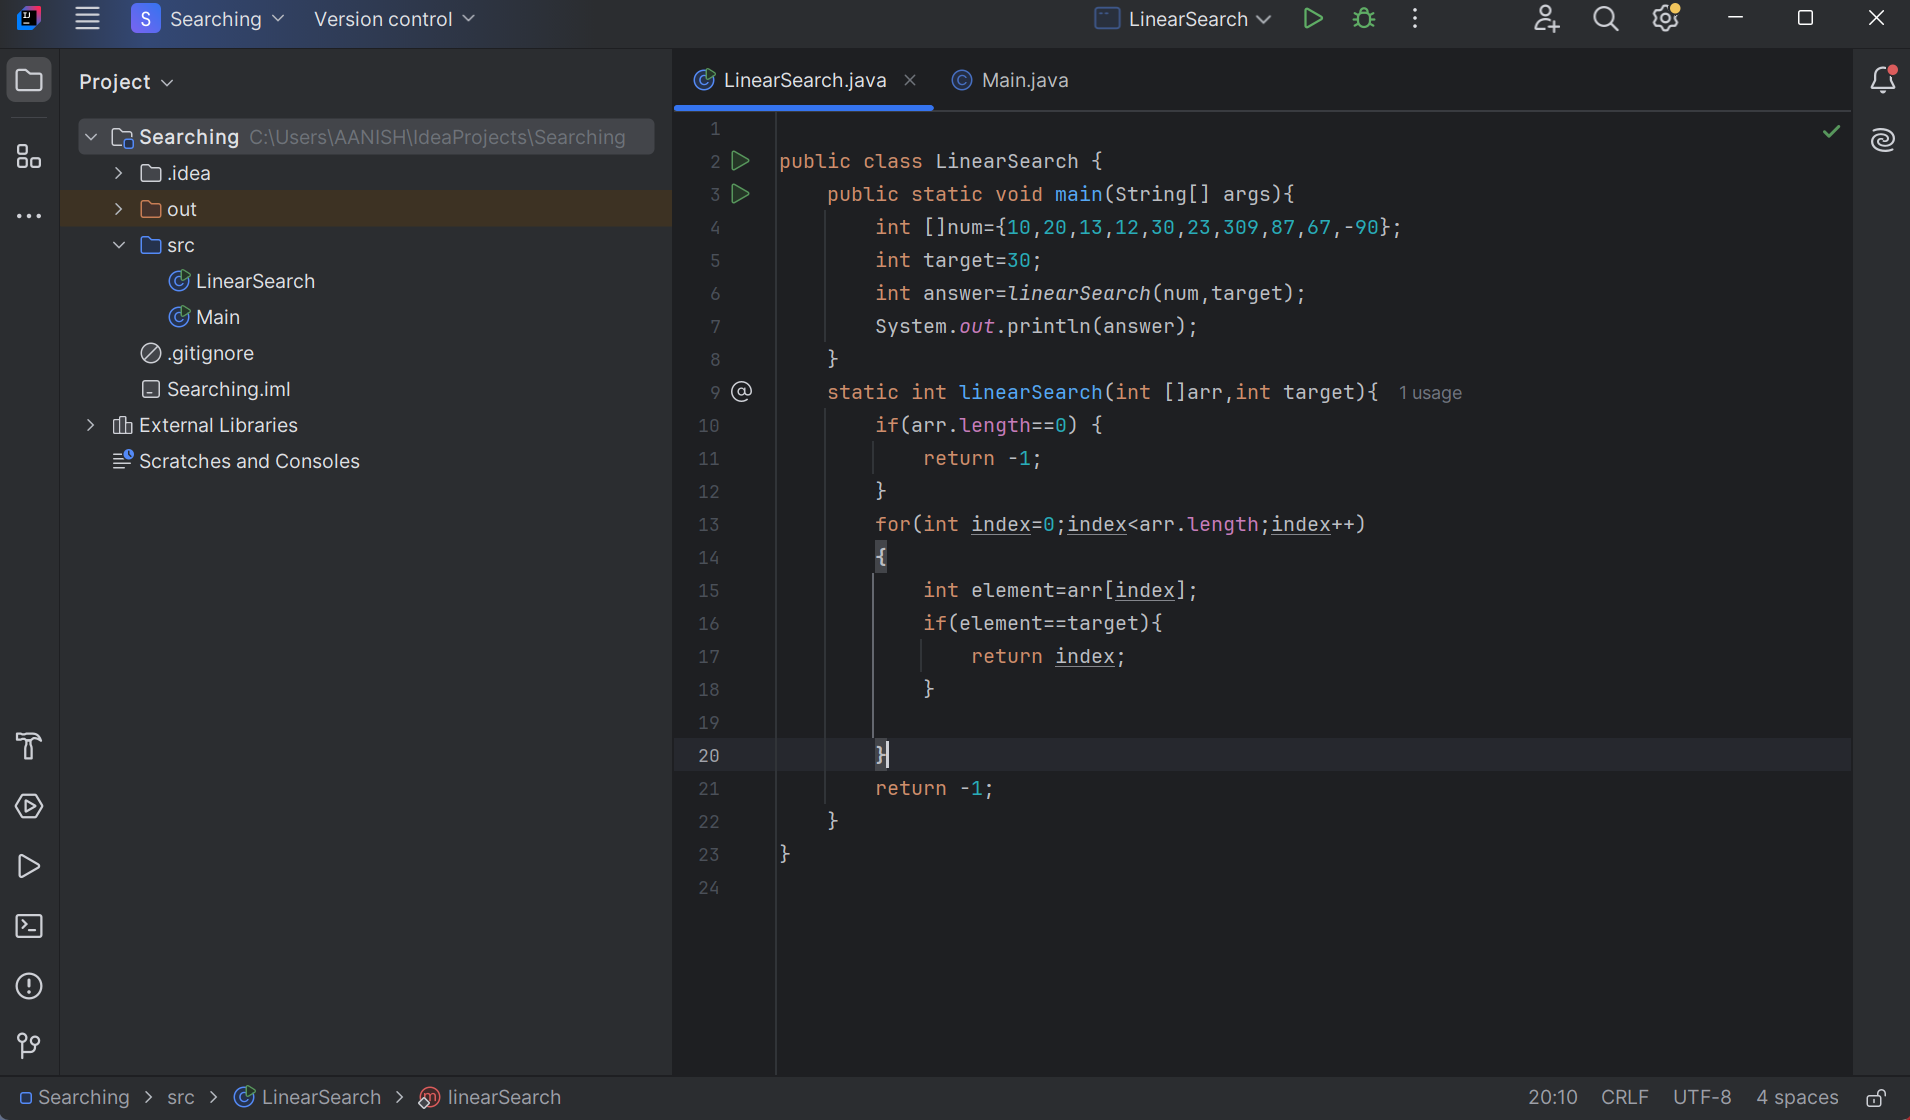 S Searching Version control LinearSearch
Project
Searching C:\Users\AANISH\IdeaProjects\Searching
.idea
out
src
LinearSearch
Main
.gitignore
Searching.iml
External Libraries
Scratches and Consoles
LinearSearch.java Main.java
1
2 public class LinearSearch {
3     public static void main(String[] args){
4         int []num={10,20,13,12,30,23,309,87,67,-90};
5         int target=30;
6         int answer=linearSearch(num,target);
7         System.out.println(answer);
8     }
9     static int linearSearch(int []arr,int target){ 1 usage
10         if(arr.length==0) {
11             return -1;
12         }
13         for(int index=0;index<arr.length;index++)
14         {
15             int element=arr[index];
16             if(element==target){
17                 return index;
18             }
19
20         }
21         return -1;
22     }
23 }
24
Searching > src > LinearSearch > linearSearch 20:10 CRLF UTF-8 4 spaces